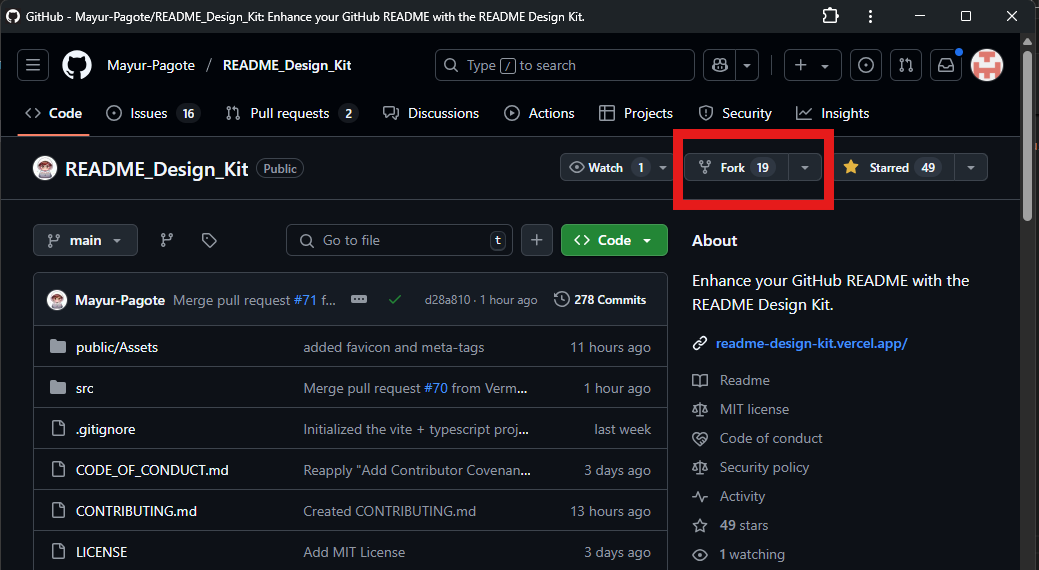 GitHub - Mayur-Pagote/README_Design_Kit: Enhance your GitHub README with the README Design Kit.
Mayur-Pagote / README_Design_Kit
Type / to search
Code Issues 16 Pull requests 2 Discussions Actions Projects Security Insights
README_Design_Kit Public
Watch 1 Fork 19 Starred 49
main Go to file t + Code
Mayur-Pagote Merge pull request #71 f... d28a810 · 1 hour ago 278 Commits
public/Assets added favicon and meta-tags 11 hours ago
src Merge pull request #70 from Verm... 1 hour ago
.gitignore Initialized the vite + typescript proj... last week
CODE_OF_CONDUCT.md Reapply "Add Contributor Covenan... 3 days ago
CONTRIBUTING.md Created CONTRIBUTING.md 13 hours ago
LICENSE Add MIT License 3 days ago
About
Enhance your GitHub README with the
README Design Kit.
readme-design-kit.vercel.app/
Readme
MIT license
Code of conduct
Security policy
Activity
49 stars
1 watching